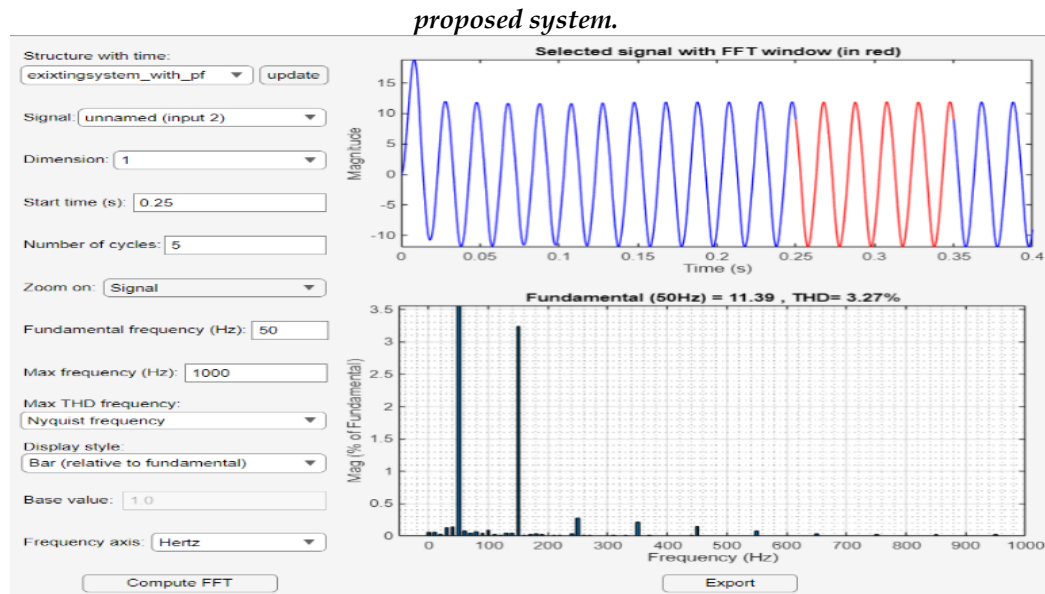 proposed system.
Structure with time:
exixtingsystem_with_pf update
Signal: unnamed (input 2)
Dimension: 1
Start time (s): 0.25
Number of cycles: 5
Zoom on: Signal
Fundamental frequency (Hz): 50
Max frequency (Hz): 1000
Max THD frequency:
Nyquist frequency
Display style:
Bar (relative to fundamental)
Base value: 1.0
Frequency axis: Hertz
Compute FFT
Selected signal with FFT window (in red)
Magnitude
15
10
5
0
-5
-10
0 0.05 0.1 0.15 0.2 0.25 0.3 0.35 0.4
Time (s)
Fundamental (50Hz) = 11.39 , THD= 3.27%
Mag (% of Fundamental)
3.5
3
2.5
2
1.5
1
0.5
0
0 100 200 300 400 500 600 700 800 900 1000
Frequency (Hz)
Export